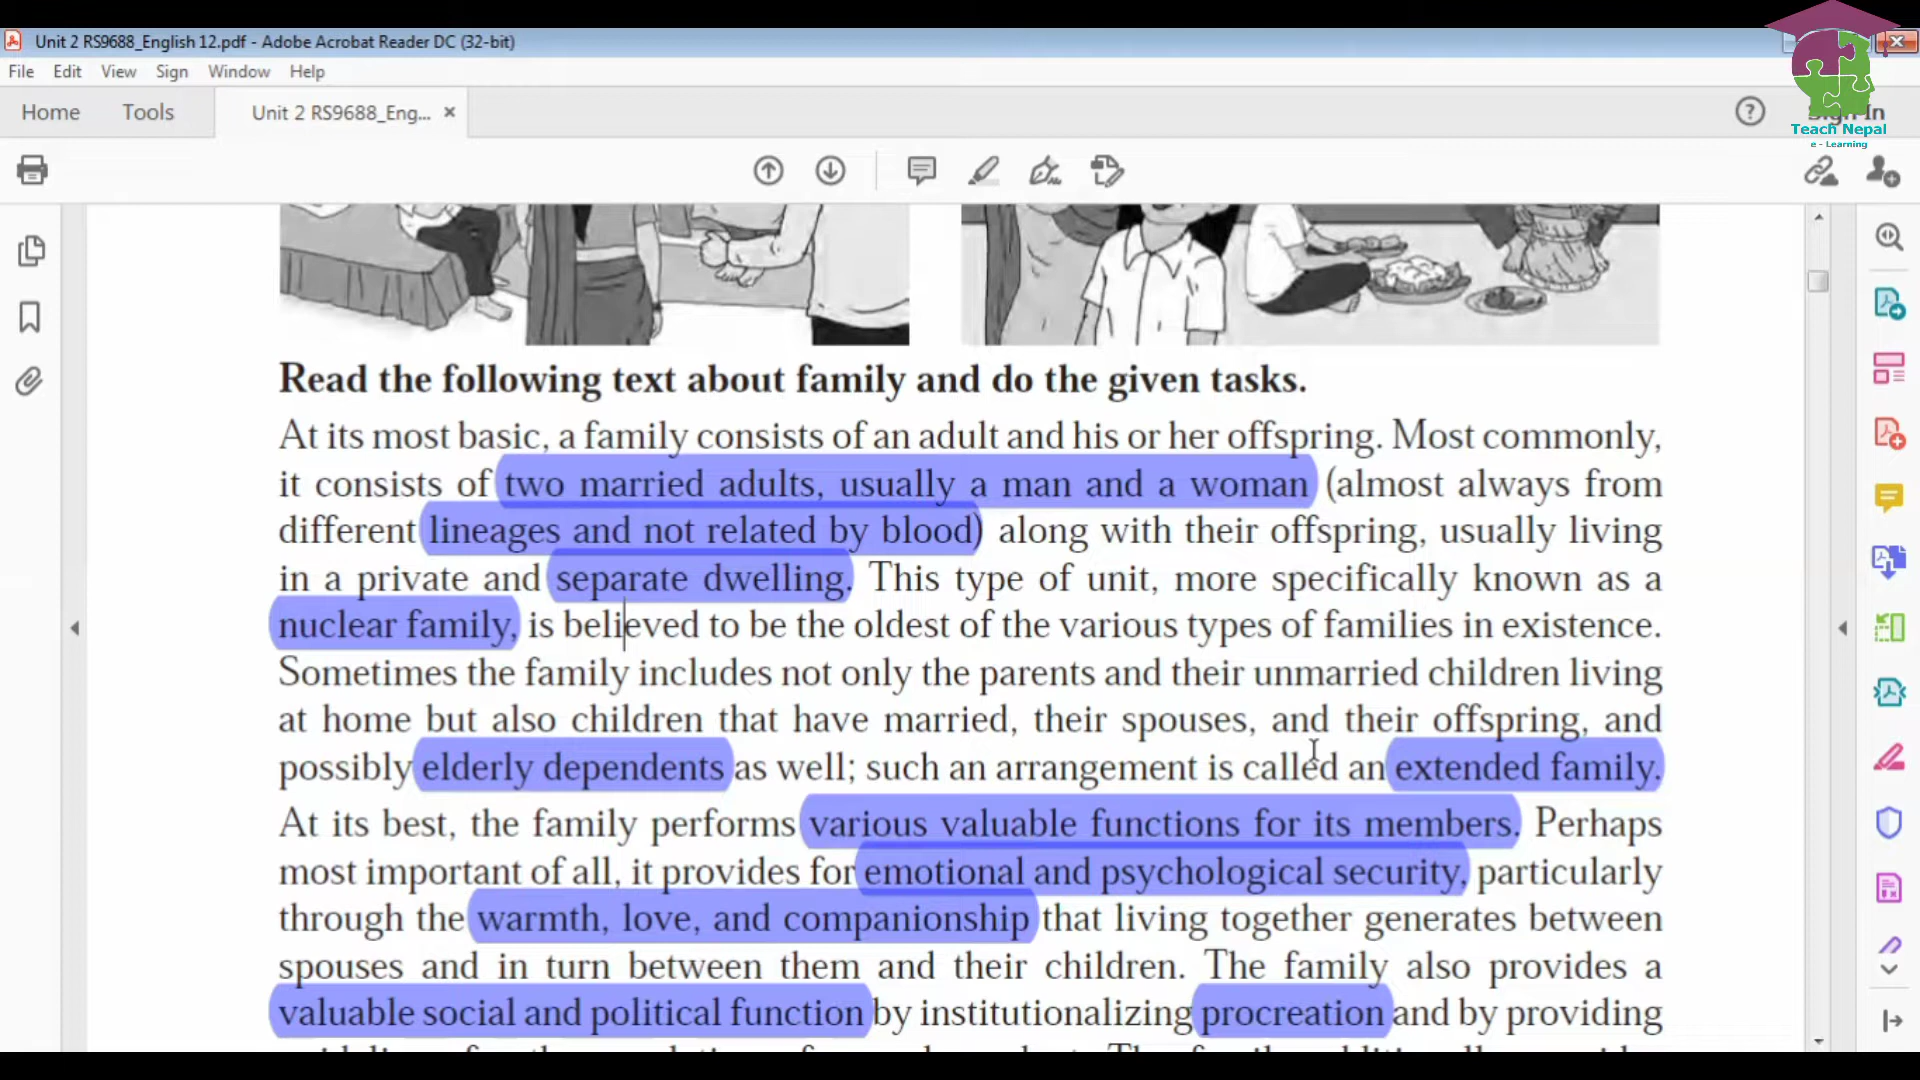 Unit 2 RS9688_English 12.pdf - Adobe Acrobat Reader DC (32-bit)
File Edit View Sign Window Help
Home Tools Unit 2 RS9688_Eng... ×
Sign In
Teach Nepal
e - Learning
Read the following text about family and do the given tasks.
At its most basic, a family consists of an adult and his or her offspring. Most commonly,
it consists of two married adults, usually a man and a woman (almost always from
different lineages and not related by blood) along with their offspring, usually living
in a private and separate dwelling. This type of unit, more specifically known as a
nuclear family, is believed to be the oldest of the various types of families in existence.
Sometimes the family includes not only the parents and their unmarried children living
at home but also children that have married, their spouses, and their offspring, and
possibly elderly dependents as well; such an arrangement is called an extended family.
At its best, the family performs various valuable functions for its members. Perhaps
most important of all, it provides for emotional and psychological security, particularly
through the warmth, love, and companionship that living together generates between
spouses and in turn between them and their children. The family also provides a
valuable social and political function by institutionalizing procreation and by providing